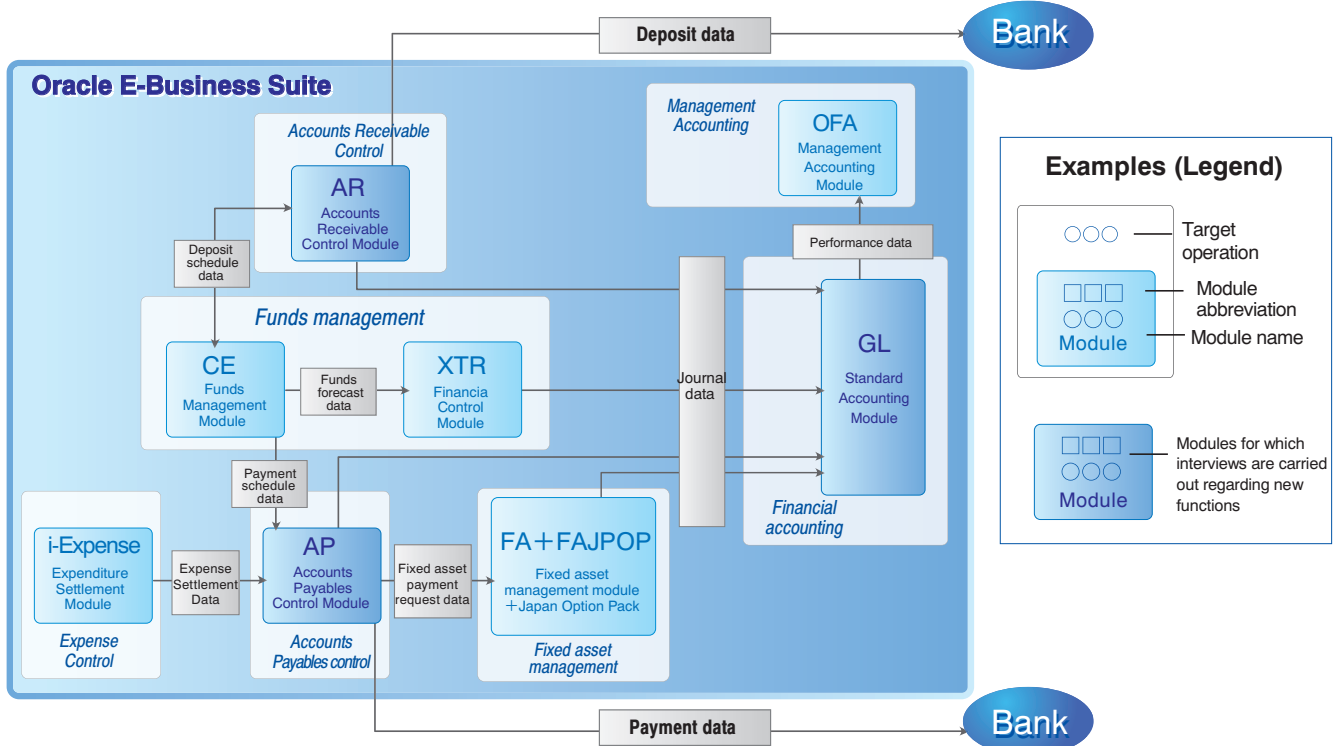 Deposit data
Bank
Oracle E-Business Suite
Accounts Receivable
Control
AR
Accounts
Receivable
Control Module
Management
Accounting
OFA
Management
Accounting
Module
Deposit
schedule
data
Performance data
Funds management
CE
Funds
Management
Module
Funds
forecast
data
XTR
Financia
Control
Module
Journal
data
GL
Standard
Accounting
Module
Financial
accounting
Payment
schedule
data
i-Expense
Expenditure
Settlement
Module
Expense
Control
Expense
Settlement
Data
AP
Accounts
Payables
Control Module
Accounts
Payables control
Fixed asset
payment
request data
FA＋FAJPOP
Fixed asset
management module
＋Japan Option Pack
Fixed asset
management
Payment data
Bank
Examples (Legend)
○○○
Target
operation
□□□
○○○
Module
Module
abbreviation
Module name
□□□
○○○
Module
Modules for which
interviews are carried
out regarding new
functions